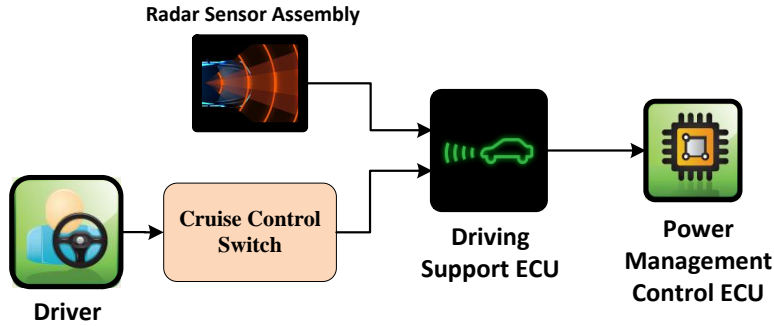 Radar Sensor Assembly
Cruise Control
Switch
Driver
Driving
Support ECU
Power
Management
Control ECU